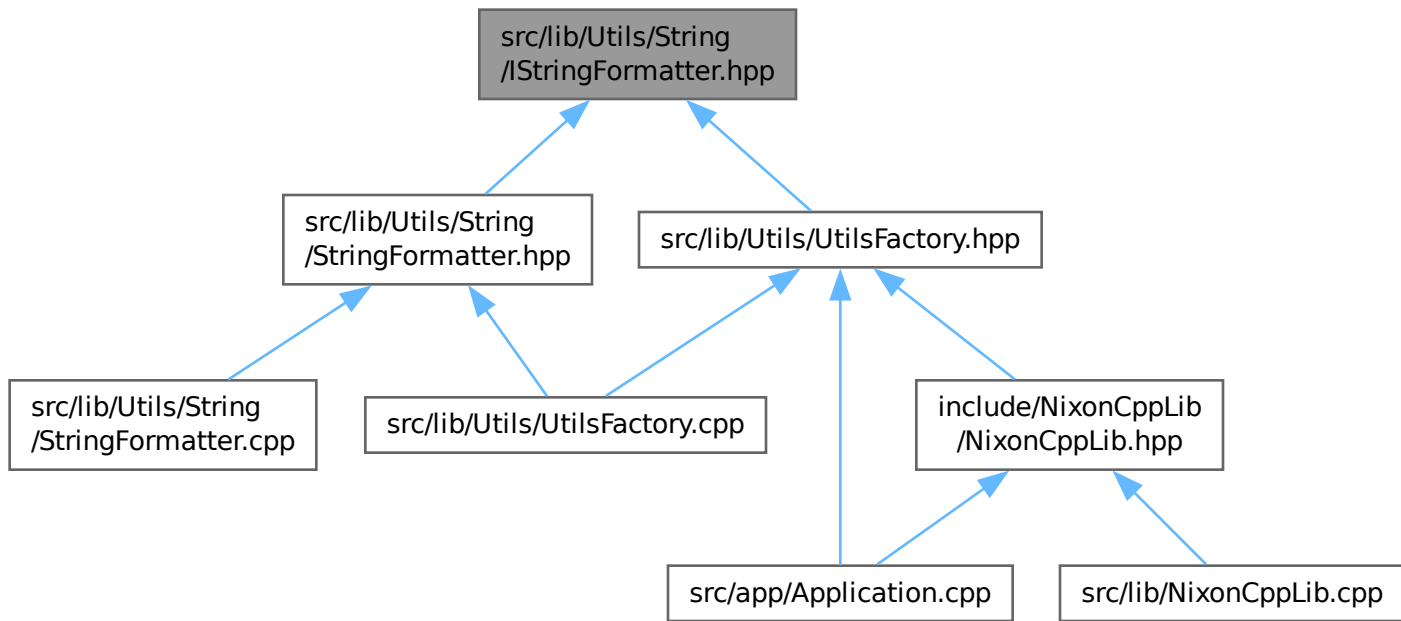 src/lib/Utils/String
/IStringFormatter.hpp
src/lib/Utils/String
/StringFormatter.hpp
src/lib/Utils/UtilsFactory.hpp
src/lib/Utils/String
/StringFormatter.cpp
src/lib/Utils/UtilsFactory.cpp
include/NixonCppLib
/NixonCppLib.hpp
src/app/Application.cpp
src/lib/NixonCppLib.cpp